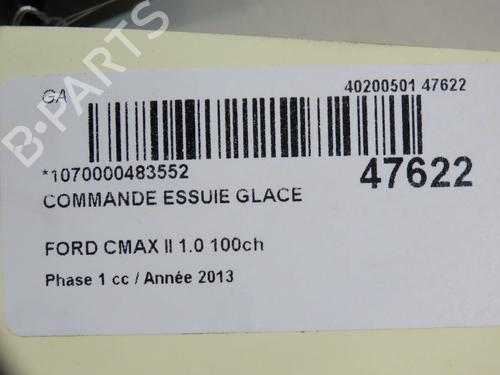 B-PARTS
GA
40200501 47622
*1070000483552
47622
COMMANDE ESSUIE GLACE
FORD CMAX II 1.0 100ch
Phase 1 cc / Année 2013